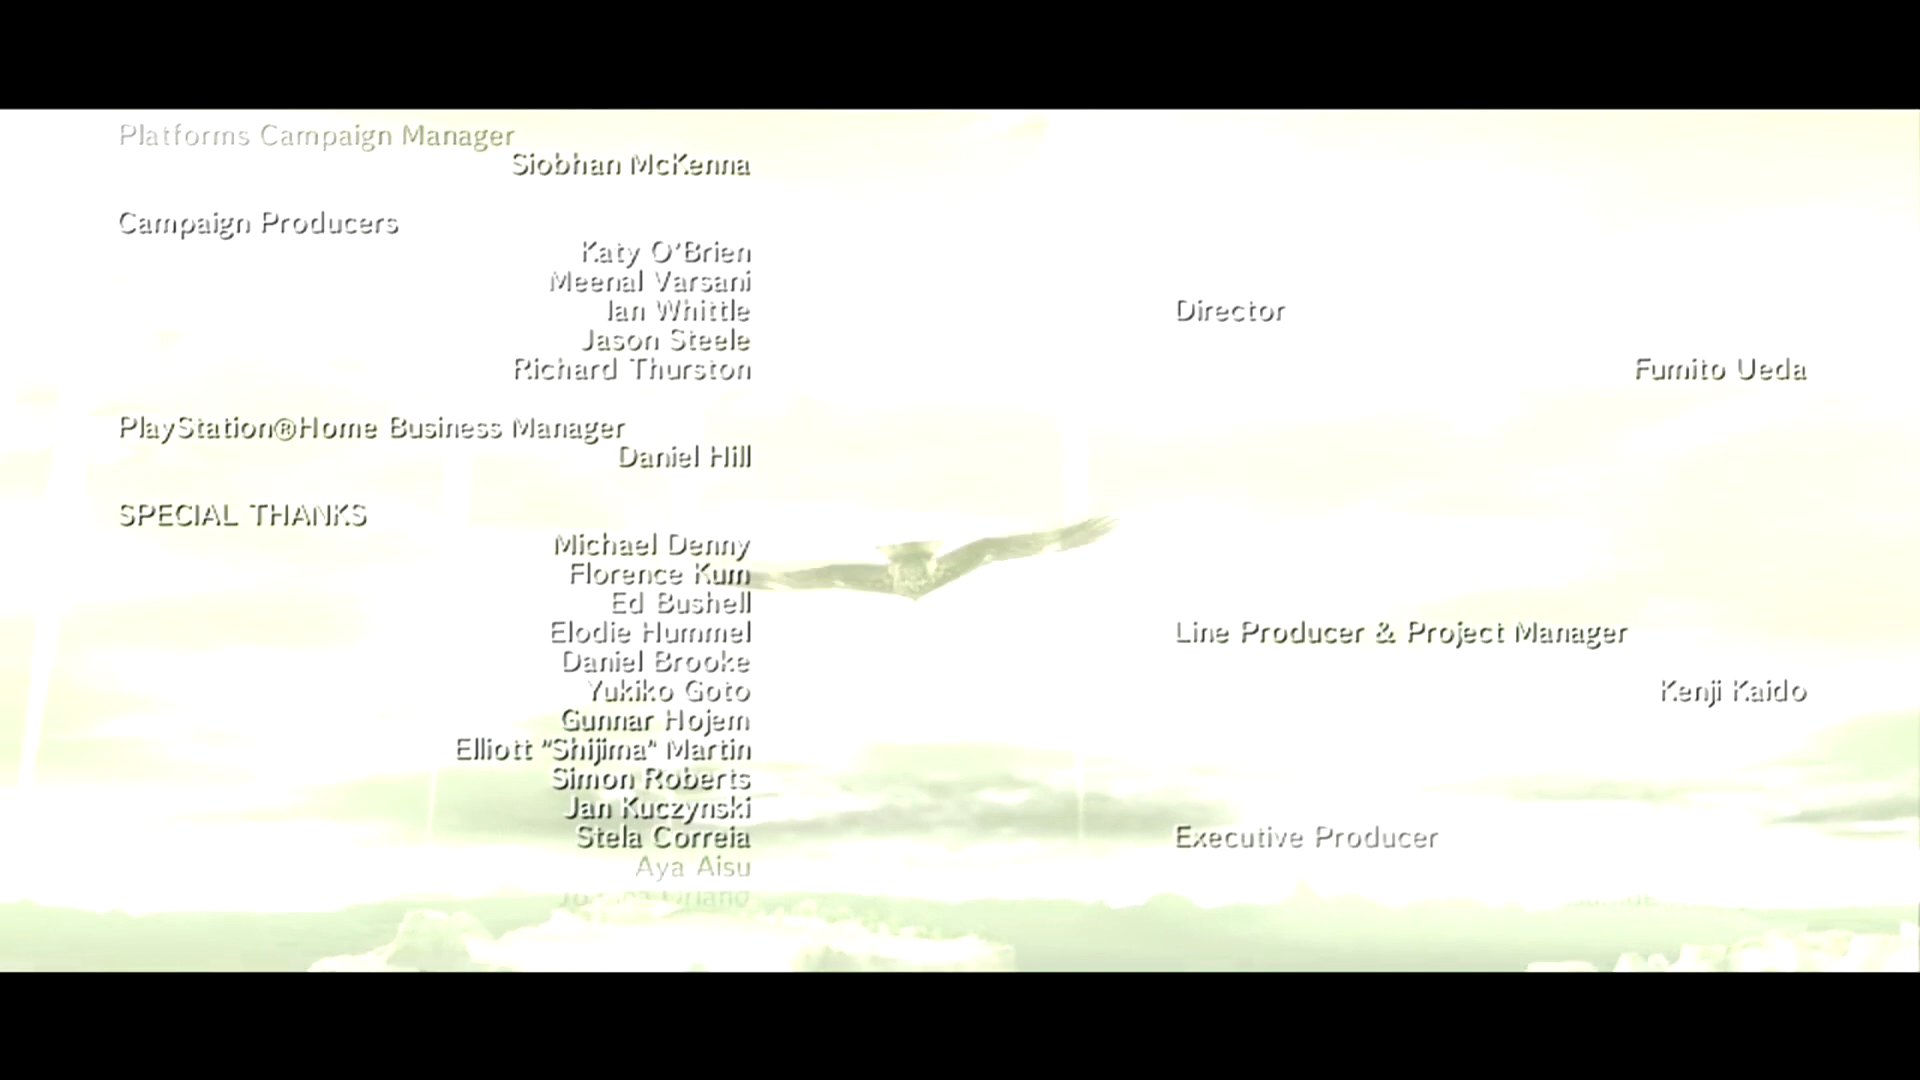 Platforms Campaign Manager
Siobhan McKenna
Campaign Producers
Katy O'Brien
Meenal Varsani
Ian Whittle
Jason Steele
Richard Thurston
PlayStation®Home Business Manager
Daniel Hill
SPECIAL THANKS
Michael Denny
Florence Kum
Ed Bushell
Elodie Hummel
Daniel Brooke
Yukiko Goto
Gunnar Hojem
Elliott "Shijima" Martin
Simon Roberts
Jan Kuczynski
Stela Correia
Aya Aisu
Director
Fumito Ueda
Line Producer & Project Manager
Kenji Kaido
Executive Producer